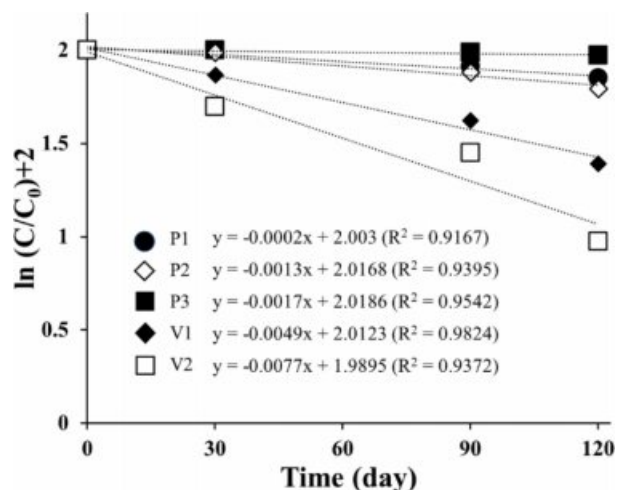 ln (C/C0)+2
2
1.5
1
0.5
0
P1 y = -0.0002x + 2.003 (R² = 0.9167)
P2 y = -0.0013x + 2.0168 (R² = 0.9395)
P3 y = -0.0017x + 2.0186 (R² = 0.9542)
V1 y = -0.0049x + 2.0123 (R² = 0.9824)
V2 y = -0.0077x + 1.9895 (R² = 0.9372)
0 30 60 90 120
Time (day)